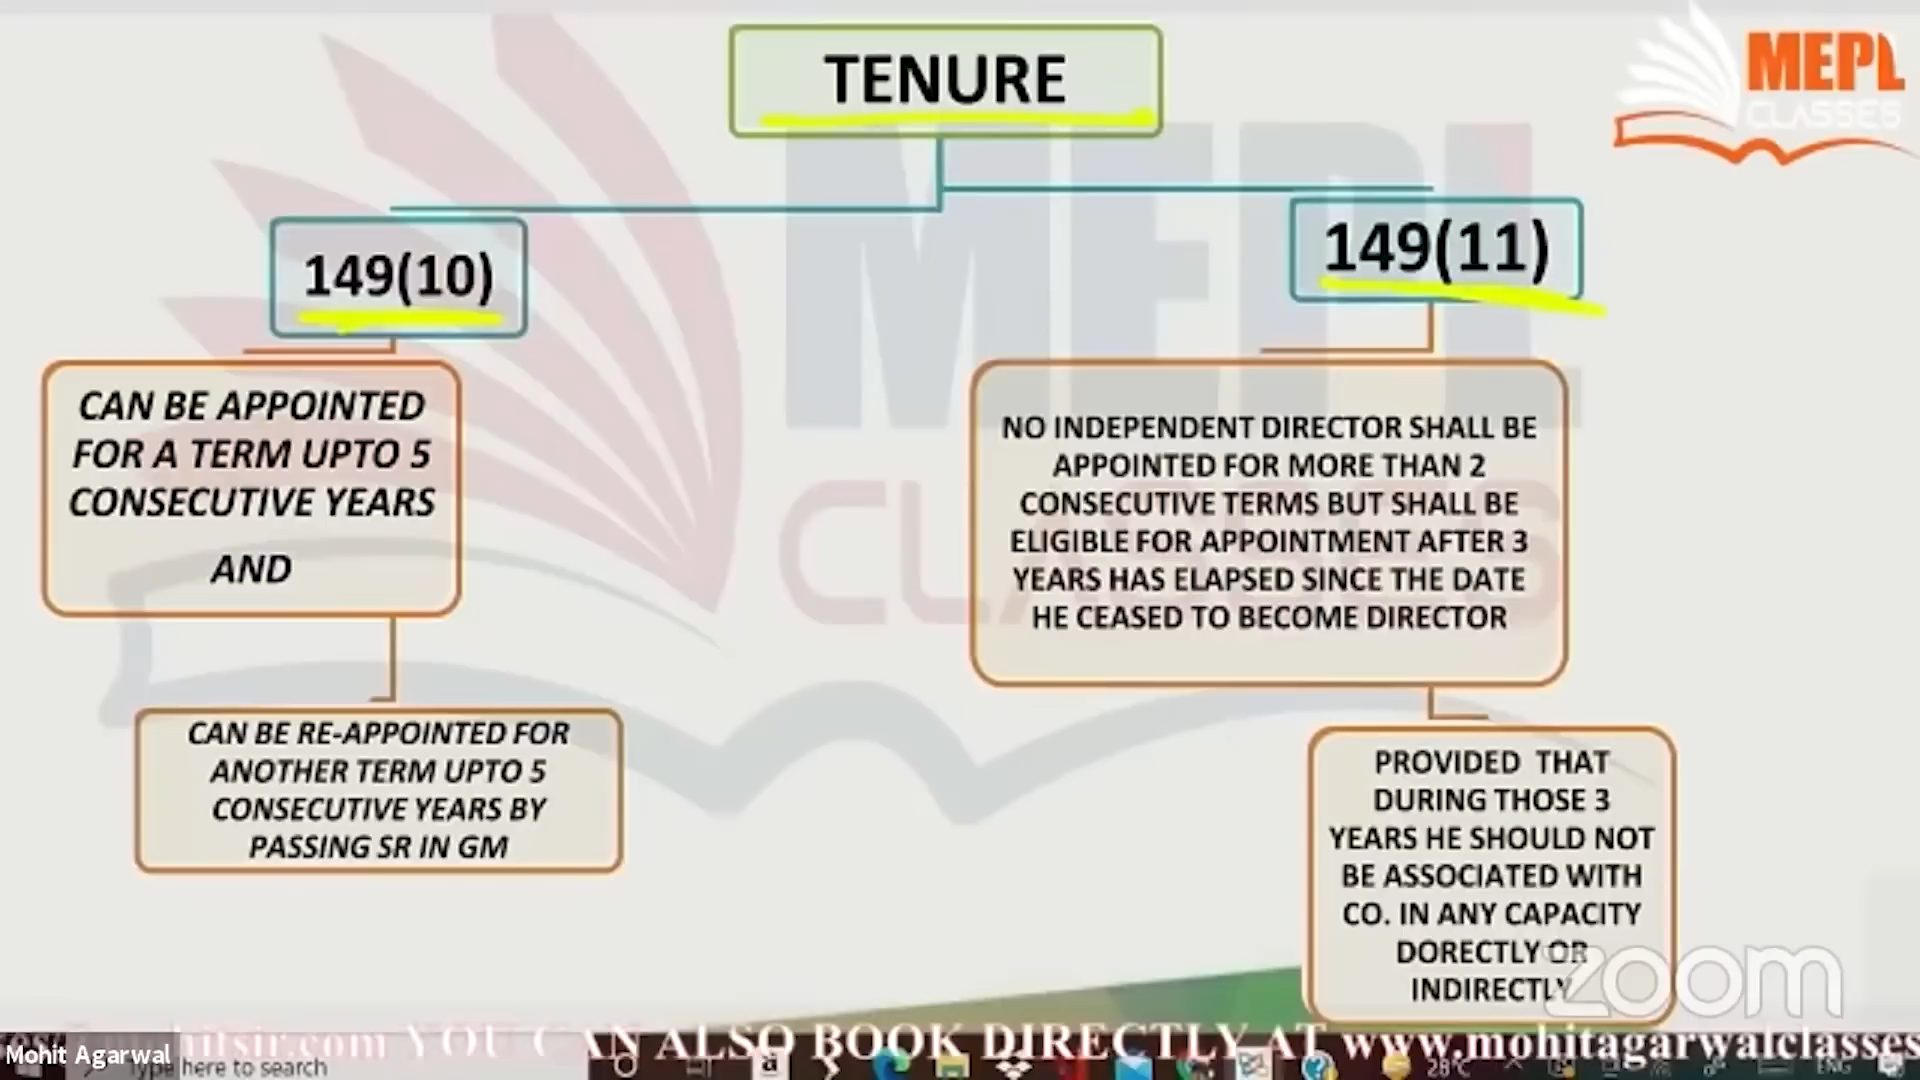 TENURE
MEPL
CLASSES
149(10)
149(11)
CAN BE APPOINTED
FOR A TERM UPTO 5
CONSECUTIVE YEARS
AND
CAN BE RE-APPOINTED FOR
ANOTHER TERM UPTO 5
CONSECUTIVE YEARS BY
PASSING SR IN GM
NO INDEPENDENT DIRECTOR SHALL BE
APPOINTED FOR MORE THAN 2
CONSECUTIVE TERMS BUT SHALL BE
ELIGIBLE FOR APPOINTMENT AFTER 3
YEARS HAS ELAPSED SINCE THE DATE
HE CEASED TO BECOME DIRECTOR
PROVIDED THAT
DURING THOSE 3
YEARS HE SHOULD NOT
BE ASSOCIATED WITH
CO. IN ANY CAPACITY
DORECTLY OR
INDIRECTLY
MEPL
CLASSES
zoom
YOU CAN ALSO BOOK DIRECTLY AT www.mohitagarwalclasses
Mohit Agarwal
here to search
28°C
ENG